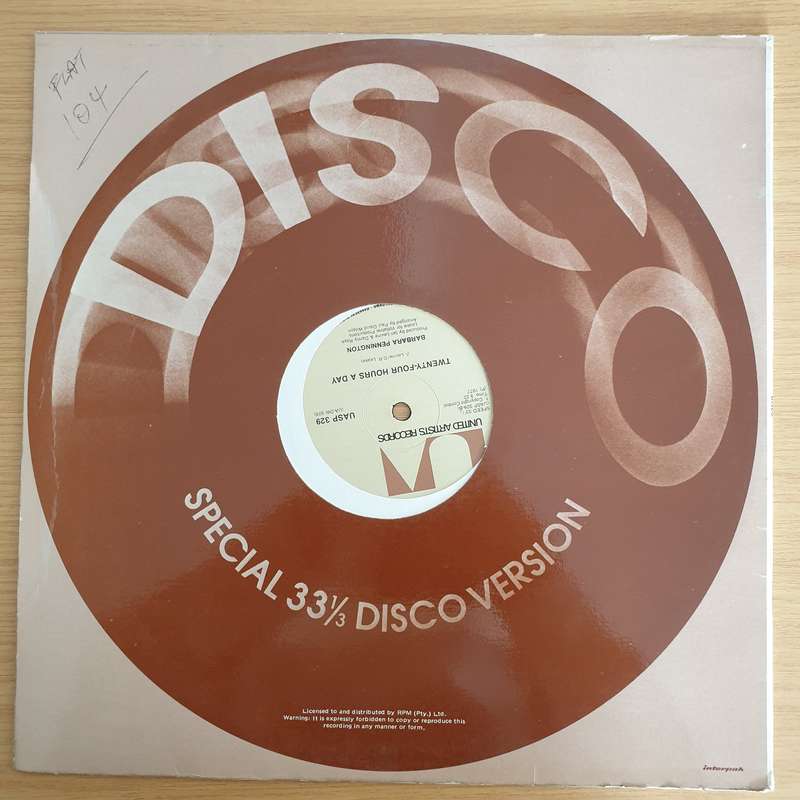 FLAT
104
DISCO
UNITED ARTISTS RECORDS
UA
UASP 329
TWENTY-FOUR HOURS A DAY
BARBARA PENNINGTON
SPECIAL 33⅓ DISCO VERSION
Licensed to and distributed by RPM (Pty.) Ltd.
Warning: It is expressly forbidden to copy or reproduce this
recording in any manner or form.
interpak